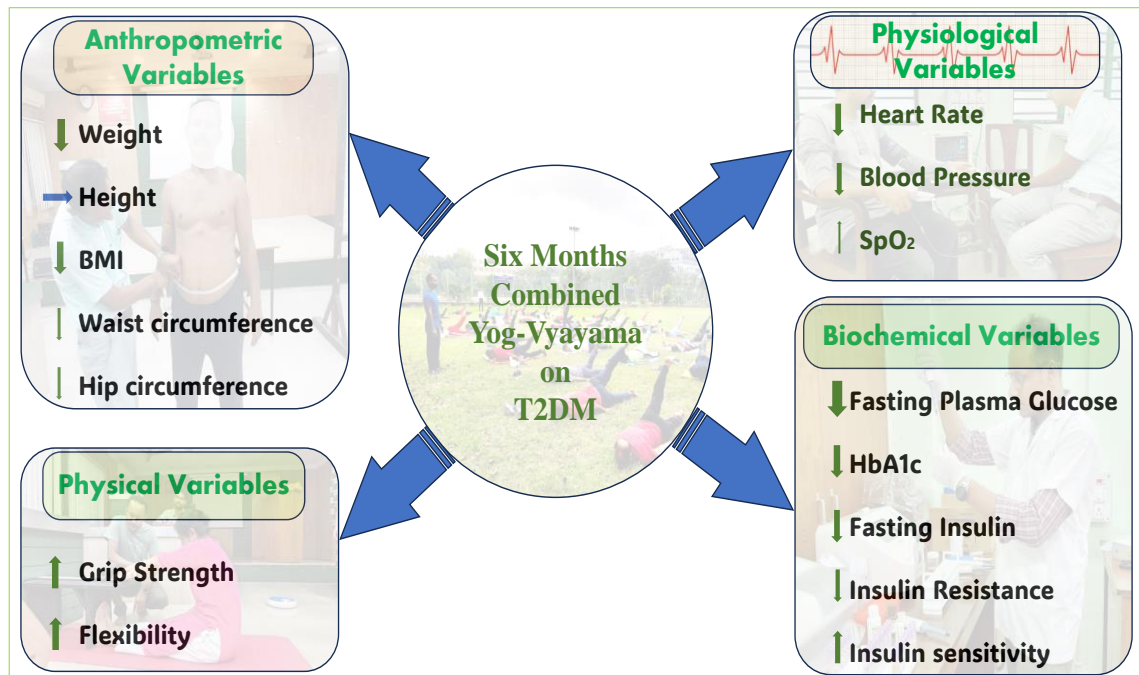 Anthropometric
Variables
Weight
Height
BMI
Waist circumference
Hip circumference
Physiological
Variables
Heart Rate
Blood Pressure
SpO₂
Six Months
Combined
Yog-Vyayama
on
T2DM
Physical Variables
Grip Strength
Flexibility
Biochemical Variables
Fasting Plasma Glucose
HbA1c
Fasting Insulin
Insulin Resistance
Insulin sensitivity